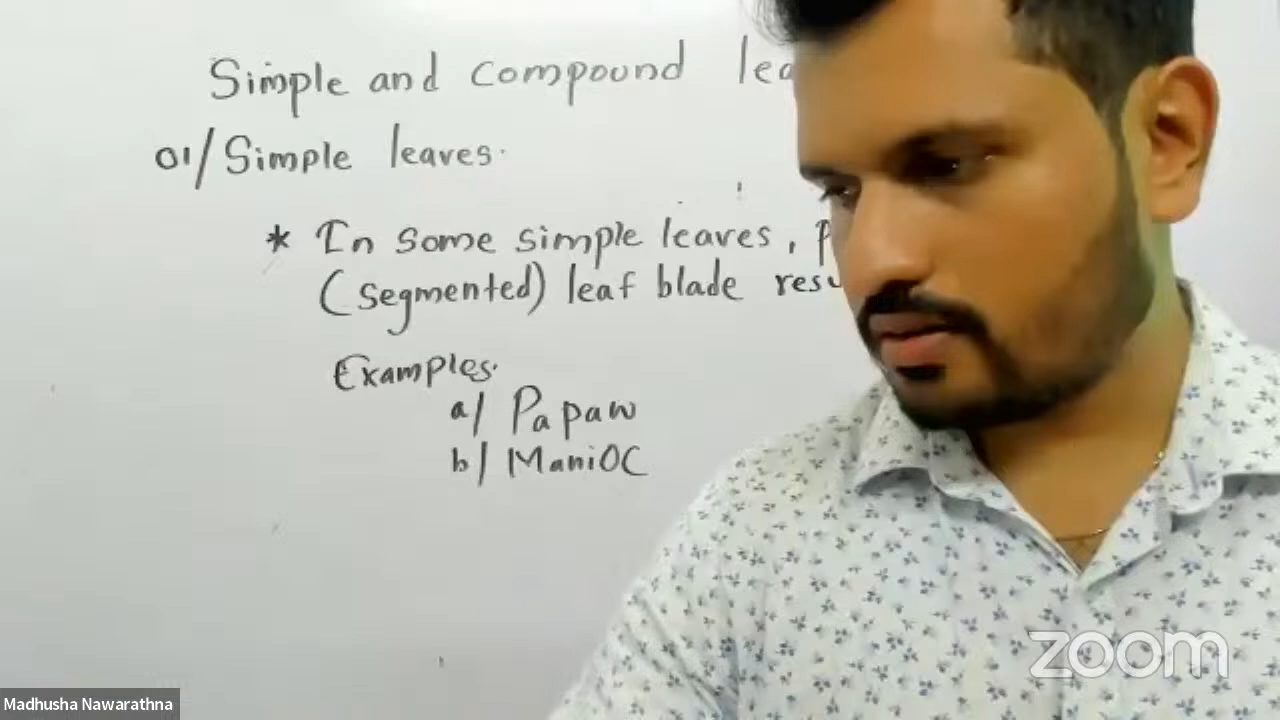 Simple and compound lea
01/ Simple leaves.
* In some simple leaves, p
(segmented) leaf blade resu
Examples.
a/ Papaw
b/ ManiOC
zoom
Madhusha Nawarathna